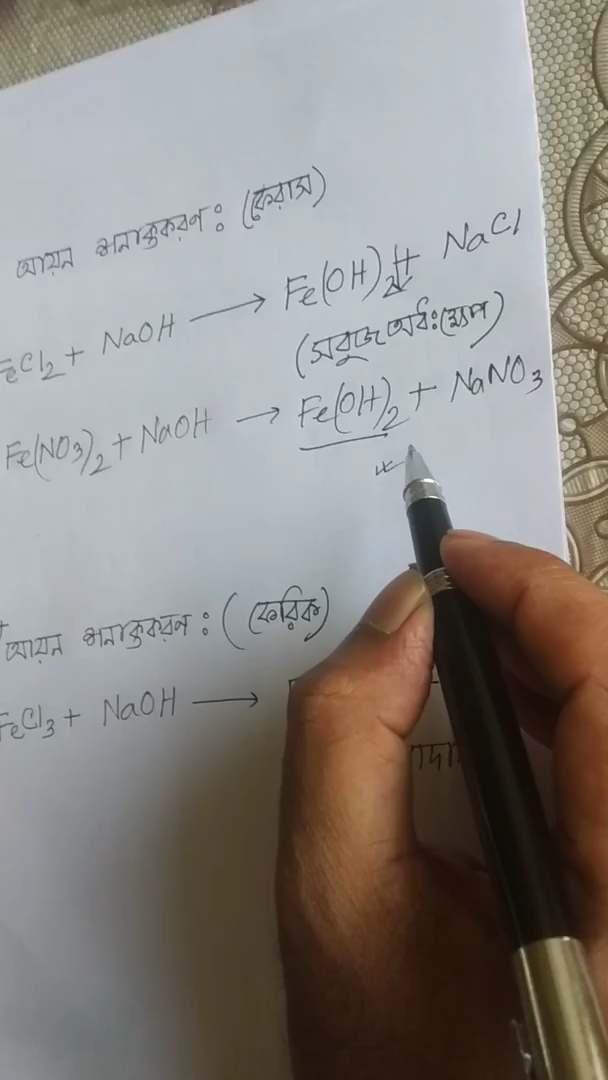 আয়ন শনাক্তকরণ : (ফেরাস)
FeCl2 + NaOH → Fe(OH)2↓ + NaCl
(সবুজ অধঃক্ষেপ)
Fe(NO3)2 + NaOH → Fe(OH)2 + NaNO3
আয়ন শনাক্তকরণ : (ফেরিক)
FeCl3 + NaOH →